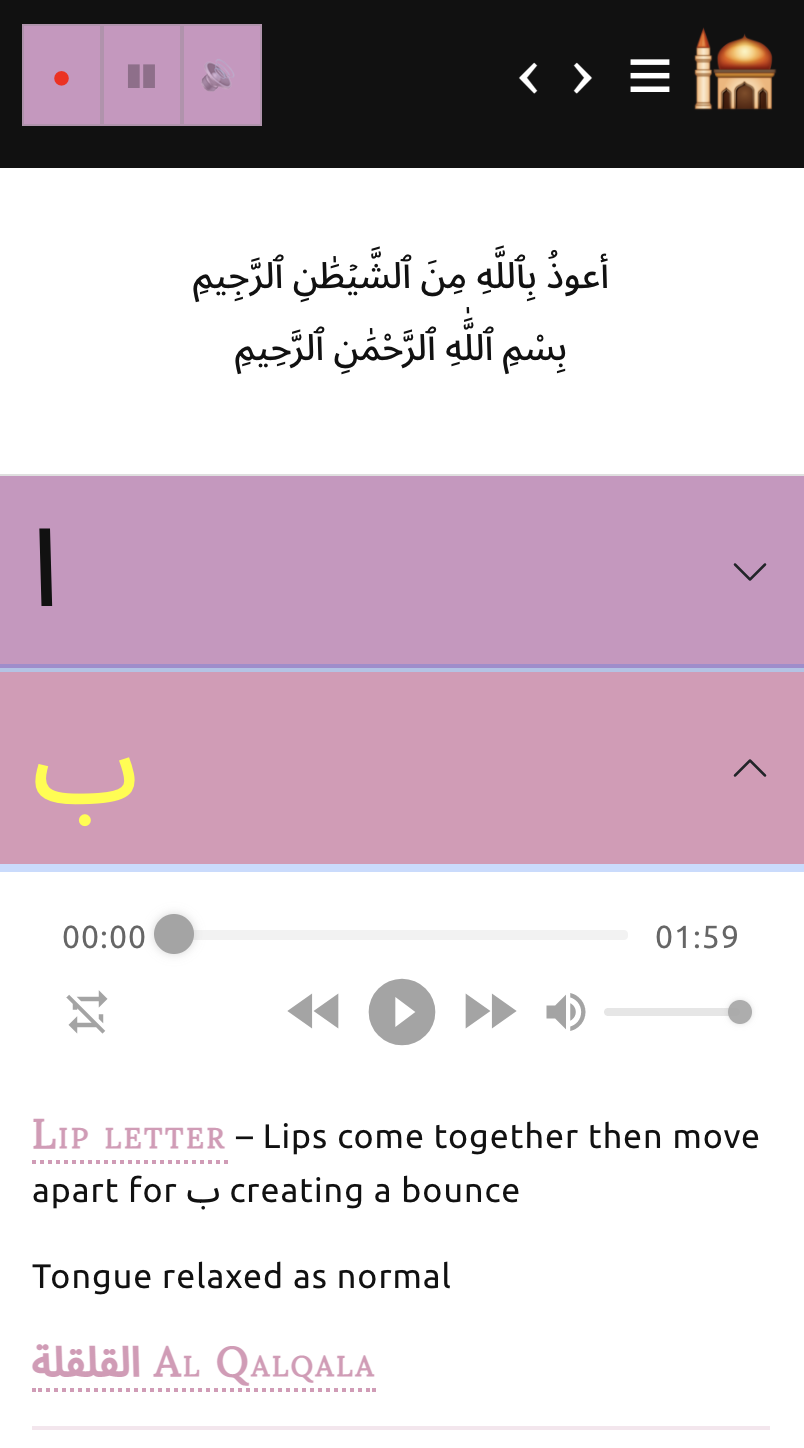 أعوذُ بِٱللَّهِ مِنَ ٱلشَّيۡطَٰنِ ٱلرَّجِيمِ
بِسْمِ ٱللَّٰهِ ٱلرَّحْمَٰنِ ٱلرَّحِيمِ
ا
ب
00:00 01:59
Lip letter – Lips come together then move
apart for ب creating a bounce
Tongue relaxed as normal
القلقلة Al Qalqala